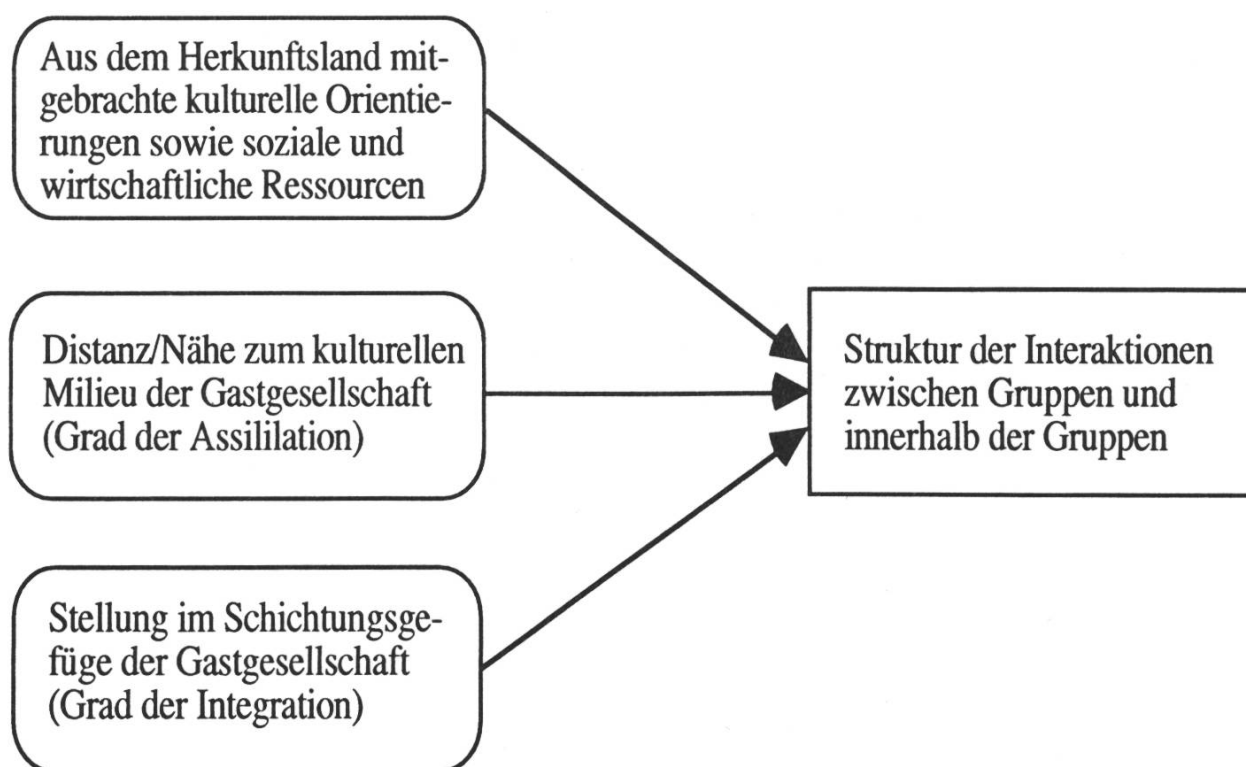 Aus dem Herkunftsland mit-
gebrachte kulturelle Orientie-
rungen sowie soziale und
wirtschaftliche Ressourcen
Distanz/Nähe zum kulturellen
Milieu der Gastgesellschaft
(Grad der Assililation)
Stellung im Schichtungsge-
füge der Gastgesellschaft
(Grad der Integration)
Struktur der Interaktionen
zwischen Gruppen und
innerhalb der Gruppen